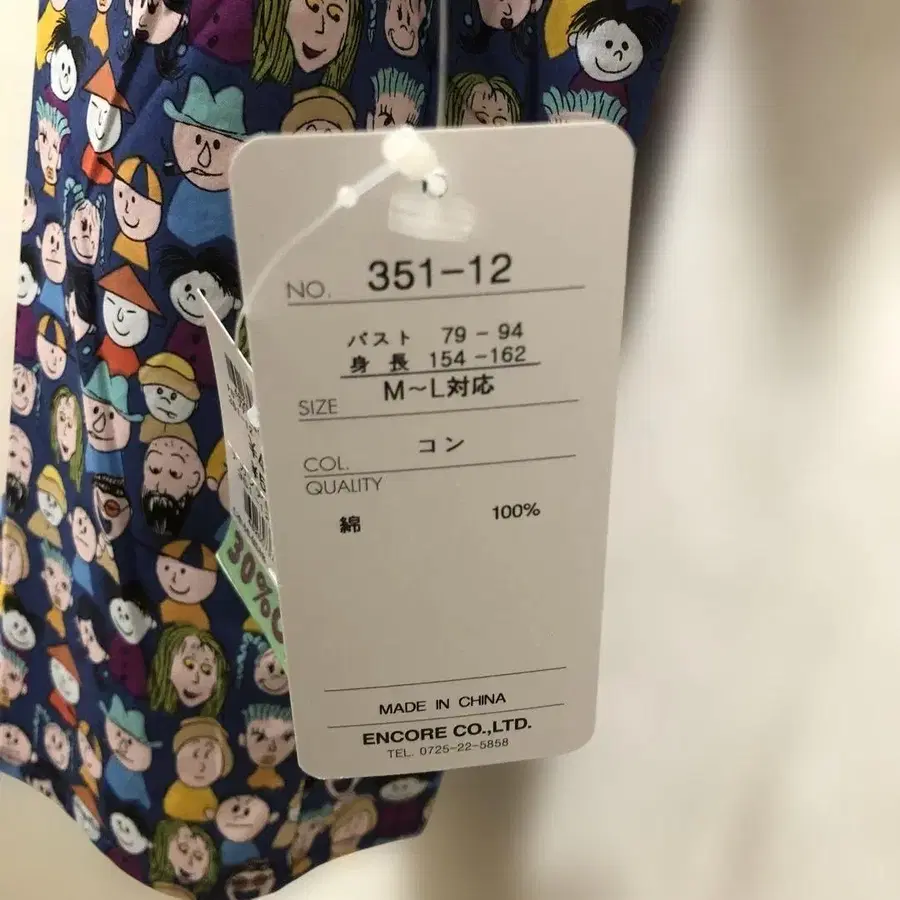 NO. 351-12
バスト 79-94
身長 154-162
M〜L対応
SIZE
コン
COL.
QUALITY
綿 100%
MADE IN CHINA
ENCORE CO.,LTD.
TEL. 0725-22-5858
30%